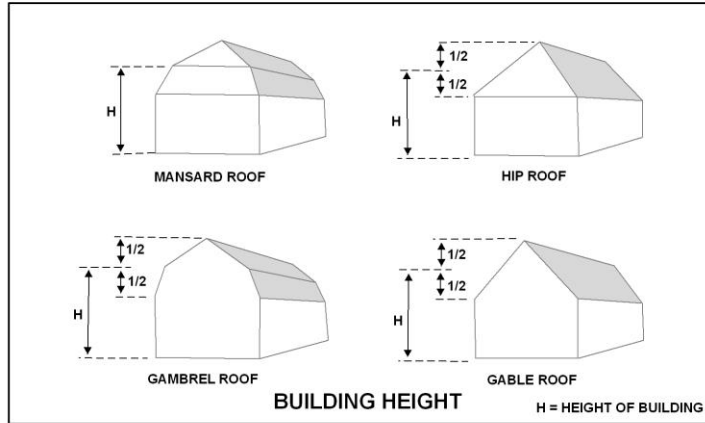 H
MANSARD ROOF
1/2
1/2
H
HIP ROOF
1/2
1/2
H
GAMBREL ROOF
1/2
1/2
H
GABLE ROOF
BUILDING HEIGHT
H = HEIGHT OF BUILDING